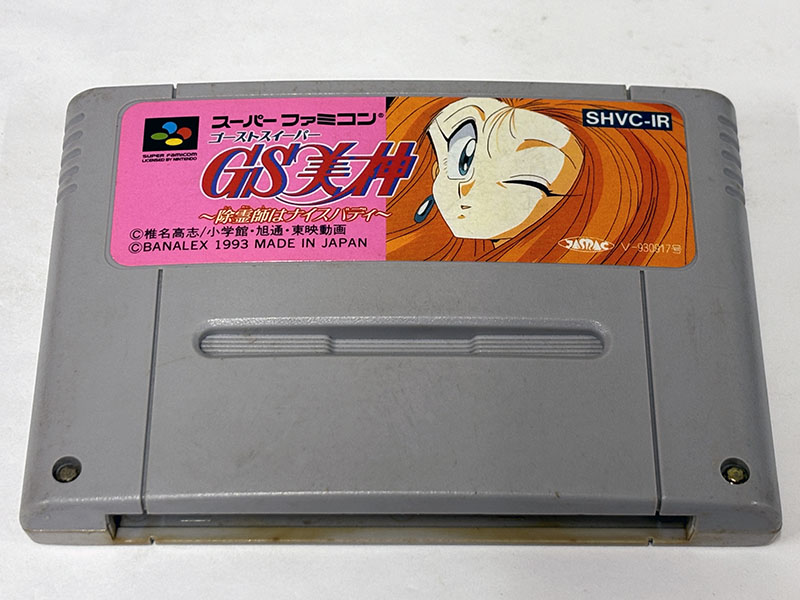 スーパーファミコン®
SUPER FAMICOM
LICENSED BY NINTENDO
ゴーストスイーパー
GS美神
～除霊師はナイスバディ～
©椎名高志/小学館・旭通・東映動画
©BANALEX 1993 MADE IN JAPAN
SHVC-IR
JASRAC
V-930917